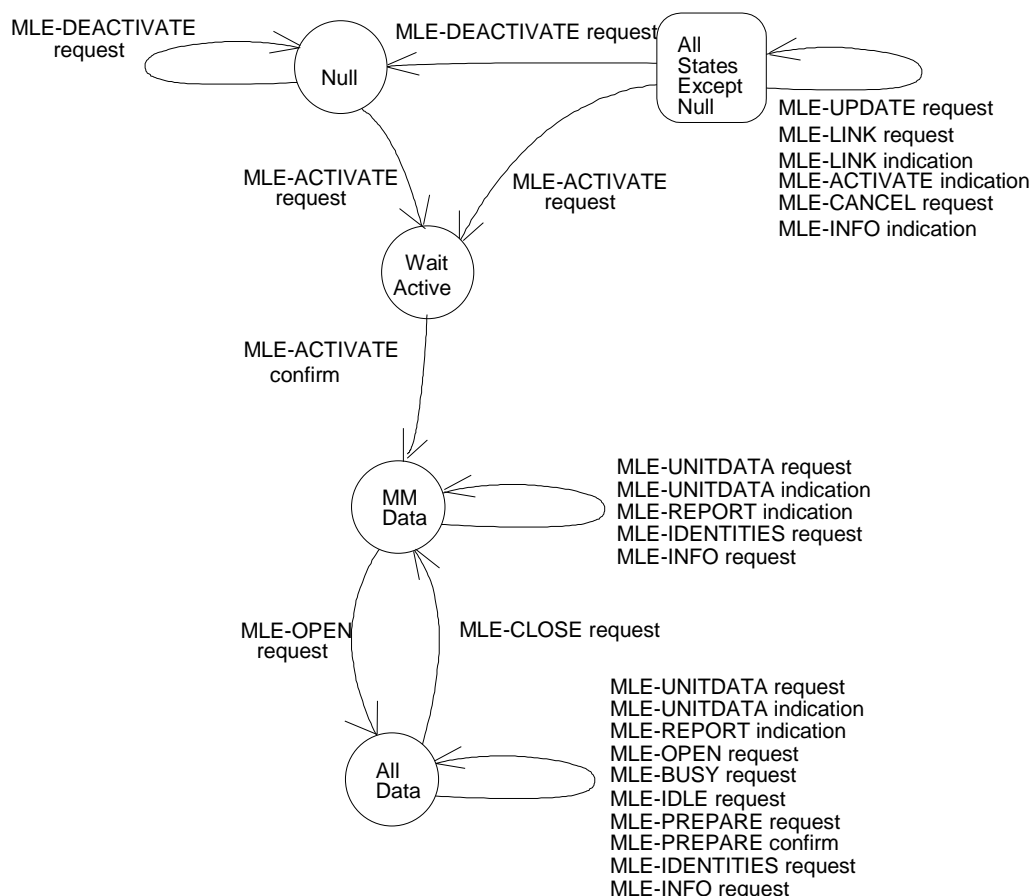 MLE-DEACTIVATE
request
Null
MLE-DEACTIVATE request
All
States
Except
Null
MLE-UPDATE request
MLE-LINK request
MLE-LINK indication
MLE-ACTIVATE indication
MLE-CANCEL request
MLE-INFO indication
MLE-ACTIVATE
request
MLE-ACTIVATE
request
Wait
Active
MLE-ACTIVATE
confirm
MM
Data
MLE-UNITDATA request
MLE-UNITDATA indication
MLE-REPORT indication
MLE-IDENTITIES request
MLE-INFO request
MLE-OPEN
request
MLE-CLOSE request
All
Data
MLE-UNITDATA request
MLE-UNITDATA indication
MLE-REPORT indication
MLE-OPEN request
MLE-BUSY request
MLE-IDLE request
MLE-PREPARE request
MLE-PREPARE confirm
MLE-IDENTITIES request
MLE-INFO request